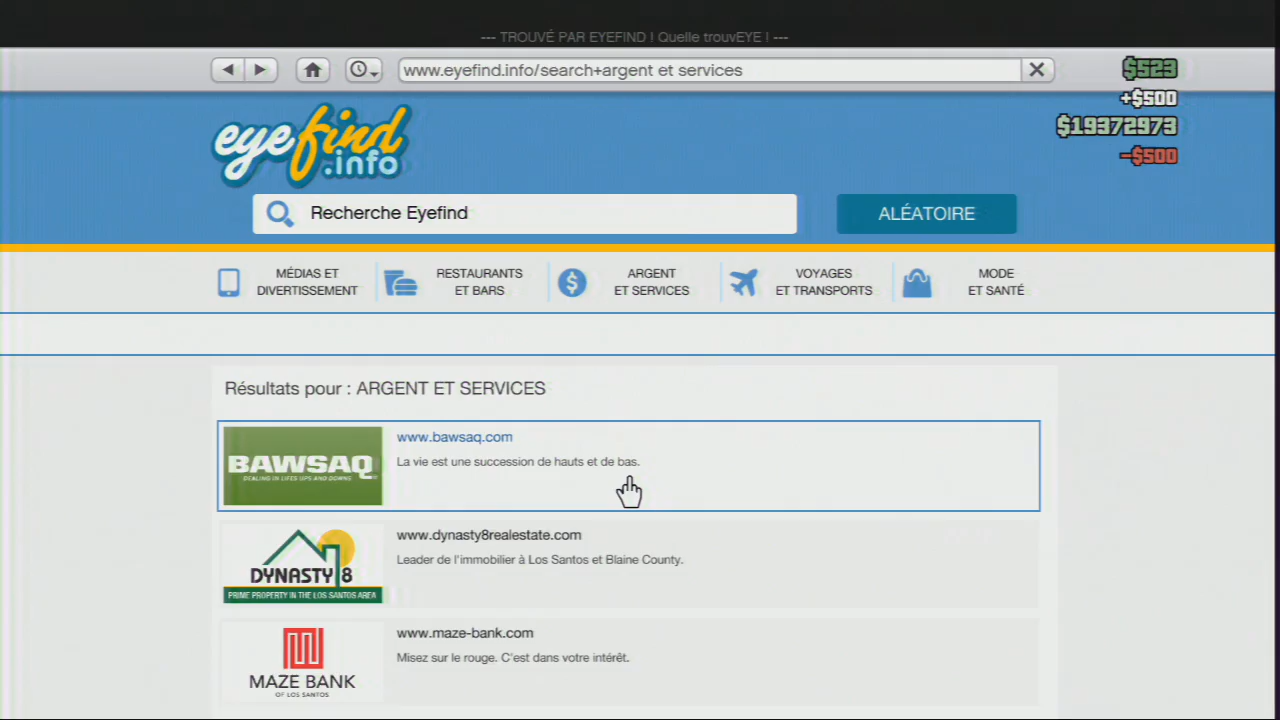 --- TROUVÉ PAR EYEFIND ! Quelle trouvEYE ! ---
www.eyefind.info/search+argent et services
$523
+$500
$19372973
-$500
eyefind
.info
Recherche Eyefind
ALÉATOIRE
MÉDIAS ET
DIVERTISSEMENT
RESTAURANTS
ET BARS
ARGENT
ET SERVICES
VOYAGES
ET TRANSPORTS
MODE
ET SANTÉ
Résultats pour : ARGENT ET SERVICES
BAWSAQ
DEALING IN LIFES UPS AND DOWNS
www.bawsaq.com
La vie est une succession de hauts et de bas.
DYNASTY 8
PRIME PROPERTY IN THE LOS SANTOS AREA
www.dynasty8realestate.com
Leader de l'immobilier à Los Santos et Blaine County.
MAZE BANK
OF LOS SANTOS
www.maze-bank.com
Misez sur le rouge. C'est dans votre intérêt.